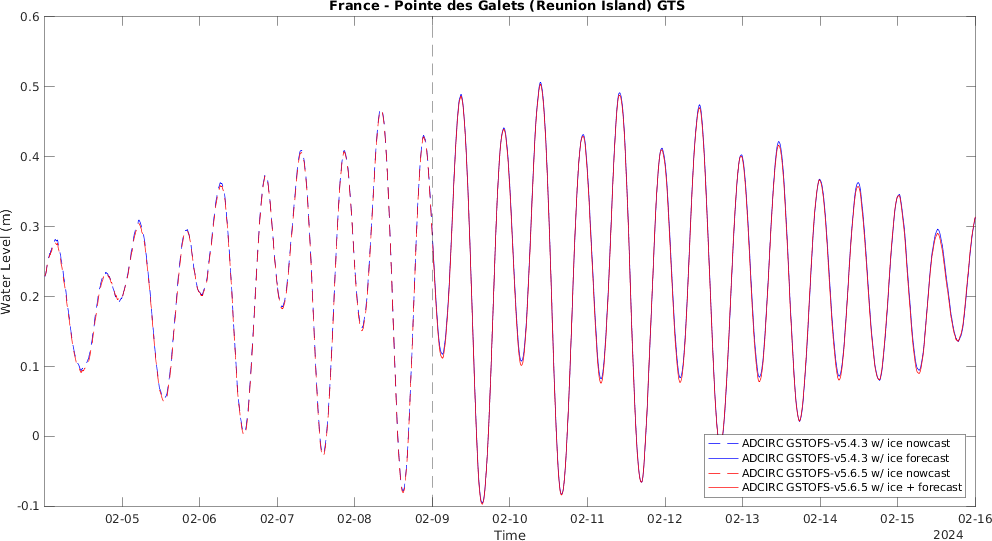 France - Pointe des Galets (Reunion Island) GTS
0.6
0.5
0.4
0.3
0.2
0.1
0
-0.1
Water Level (m)
02-05 02-06 02-07 02-08 02-09 02-10 02-11 02-12 02-13 02-14 02-15 02-16
Time
2024
ADCIRC GSTOFS-v5.4.3 w/ ice nowcast
ADCIRC GSTOFS-v5.4.3 w/ ice forecast
ADCIRC GSTOFS-v5.6.5 w/ ice nowcast
ADCIRC GSTOFS-v5.6.5 w/ ice + forecast